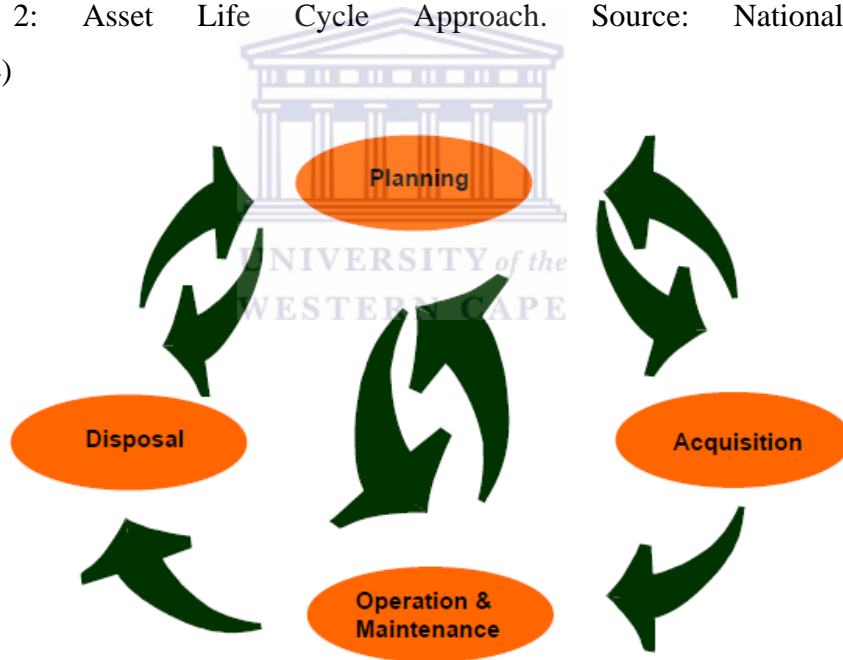 2: Asset Life Cycle Approach. Source: National
)
Planning
UNIVERSITY of the
WESTERN CAPE
Disposal
Acquisition
Operation &
Maintenance